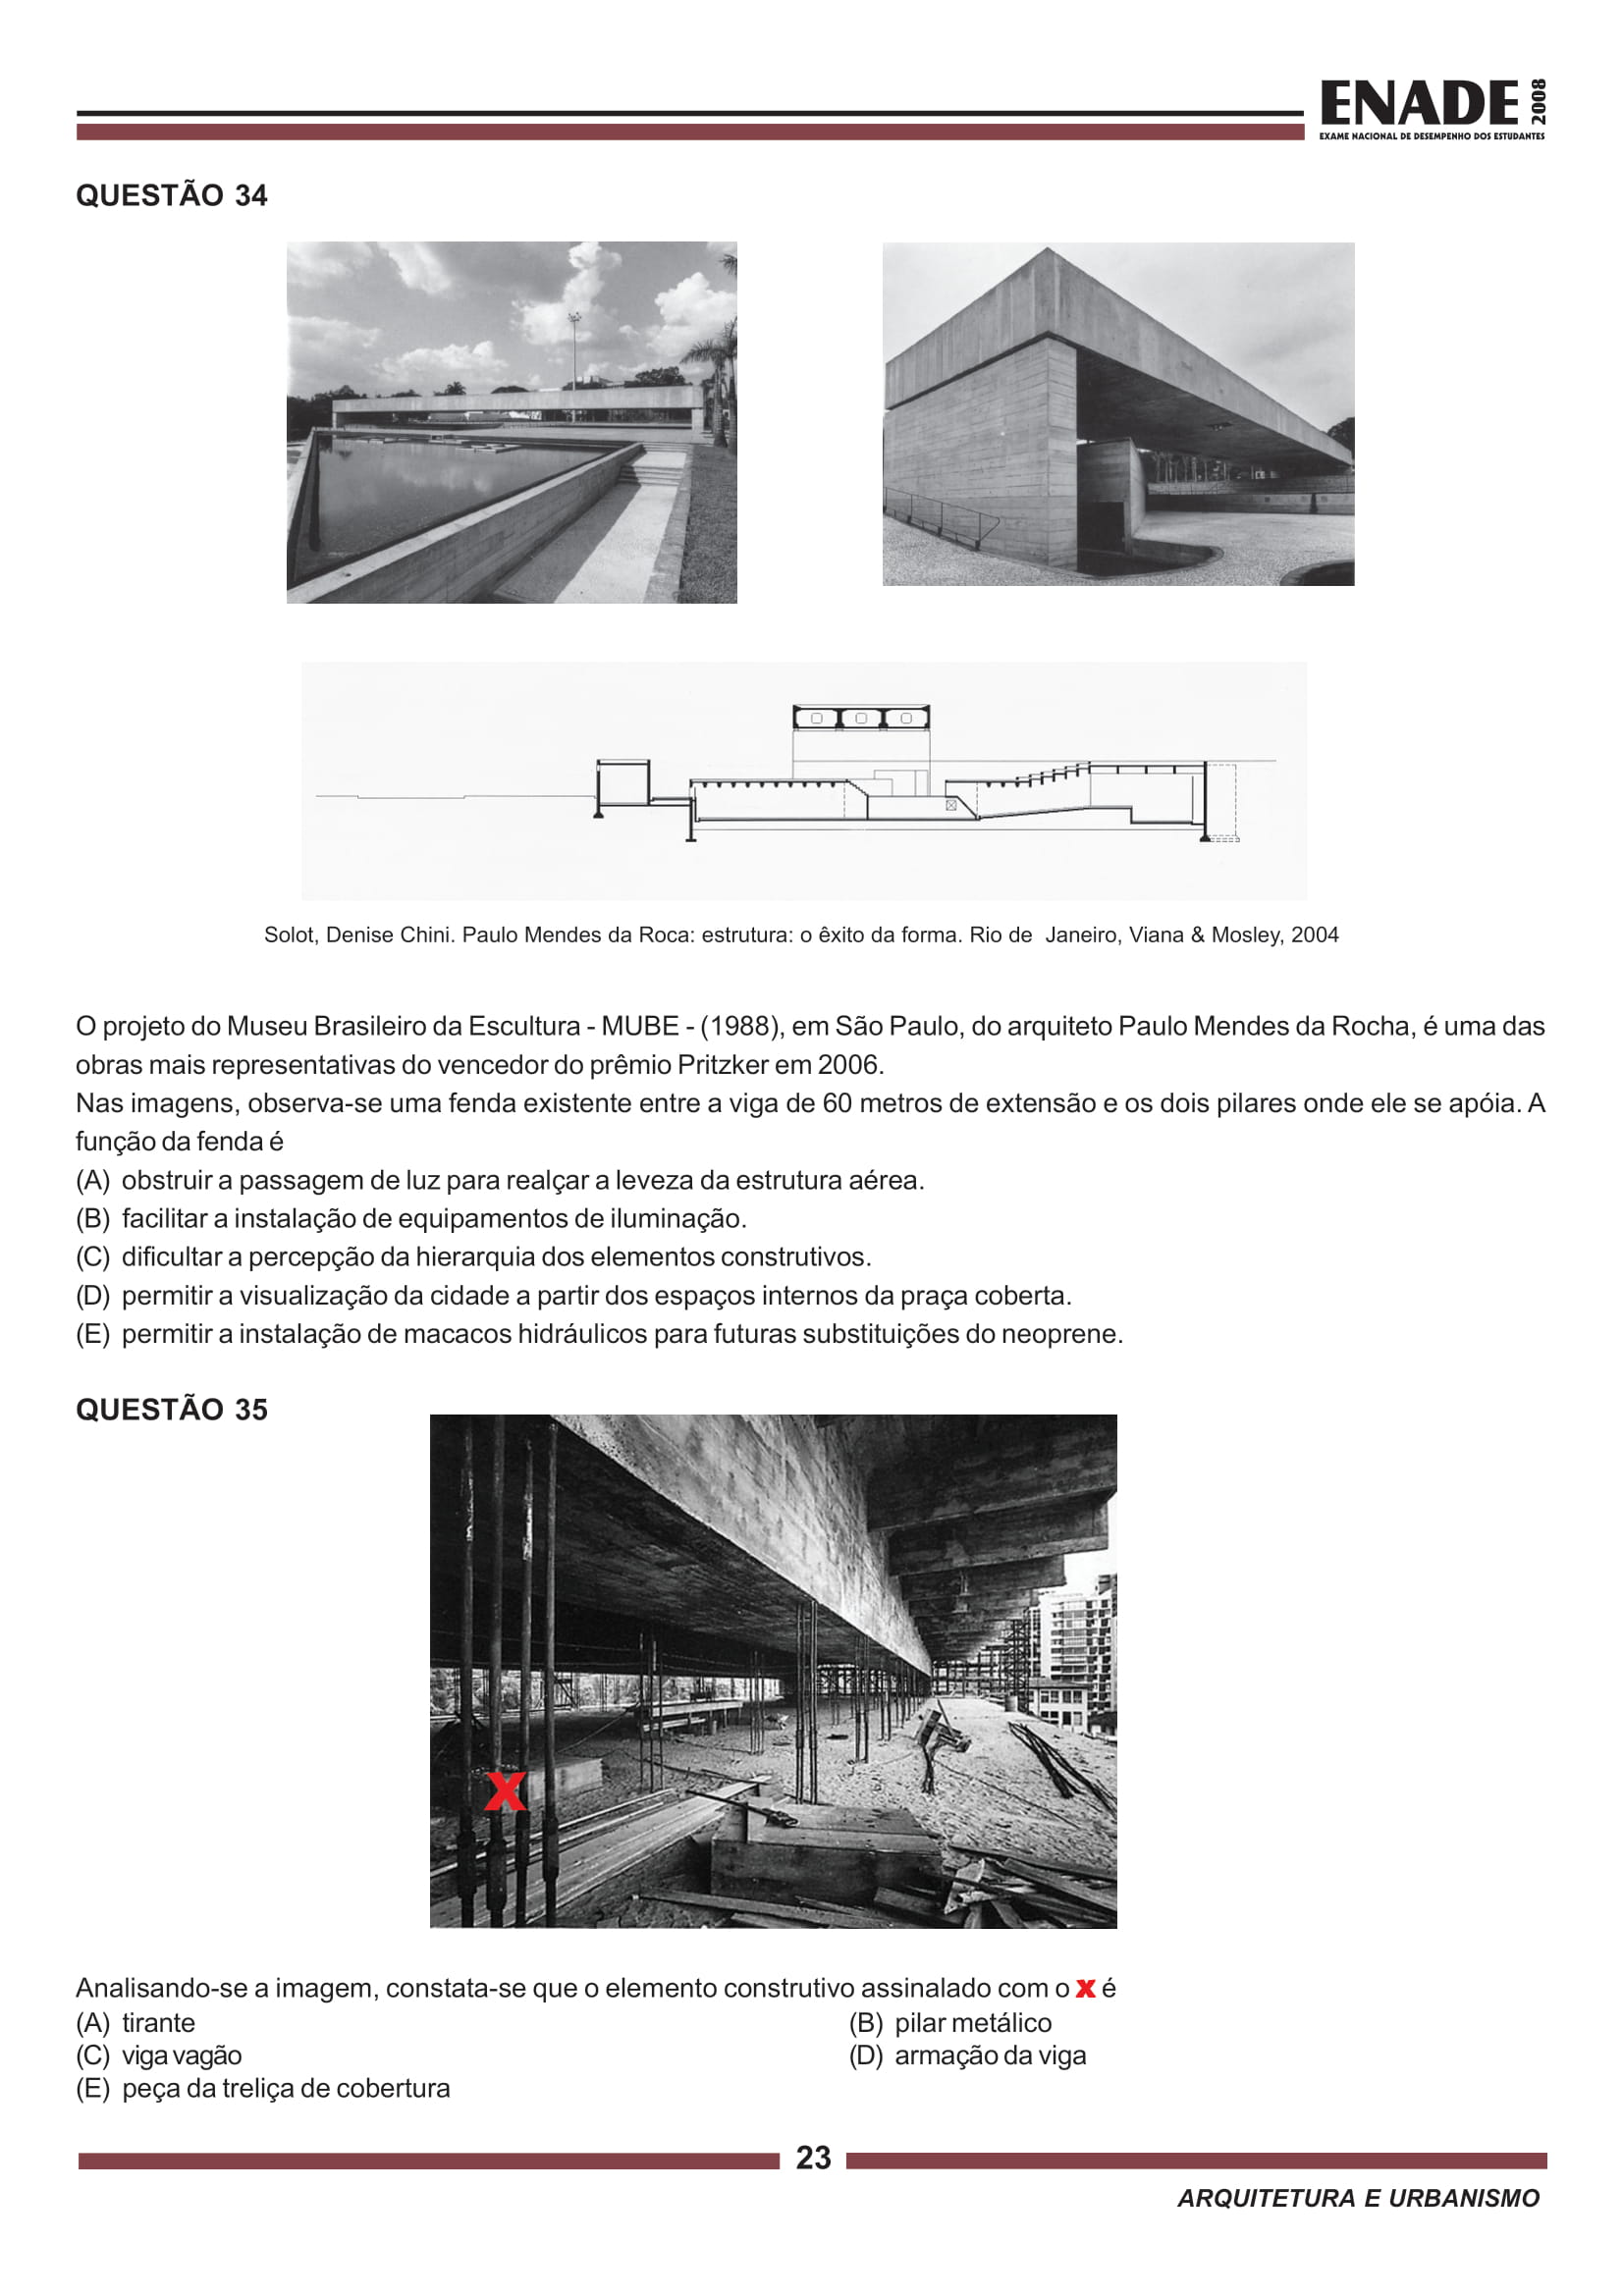 ENADE 2008
EXAME NACIONAL DE DESEMPENHO DOS ESTUDANTES
QUESTÃO 34
Solot, Denise Chini. Paulo Mendes da Roca: estrutura: o êxito da forma. Rio de Janeiro, Viana & Mosley, 2004
O projeto do Museu Brasileiro da Escultura - MUBE - (1988), em São Paulo, do arquiteto Paulo Mendes da Rocha, é uma das
obras mais representativas do vencedor do prêmio Pritzker em 2006.
Nas imagens, observa-se uma fenda existente entre a viga de 60 metros de extensão e os dois pilares onde ele se apóia. A
função da fenda é
(A) obstruir a passagem de luz para realçar a leveza da estrutura aérea.
(B) facilitar a instalação de equipamentos de iluminação.
(C) dificultar a percepção da hierarquia dos elementos construtivos.
(D) permitir a visualização da cidade a partir dos espaços internos da praça coberta.
(E) permitir a instalação de macacos hidráulicos para futuras substituições do neoprene.
QUESTÃO 35
X
Analisando-se a imagem, constata-se que o elemento construtivo assinalado com o X é
(A) tirante
(B) pilar metálico
(C) viga vagão
(D) armação da viga
(E) peça da treliça de cobertura
23
ARQUITETURA E URBANISMO